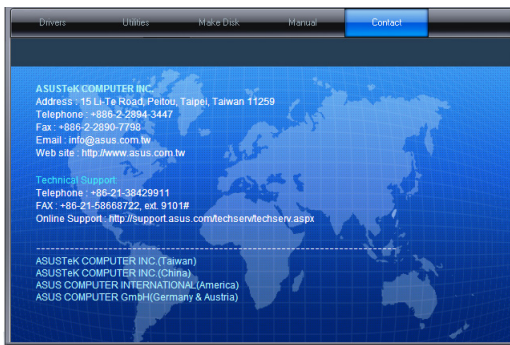 Drivers Utilities Make Disk Manual Contact
ASUSTeK COMPUTER INC.
Address : 15 Li-Te Road, Peitou, Taipei, Taiwan 11259
Telephone : +886-2-2894-3447
Fax : +886-2-2890-7798
Email : info@asus.com.tw
Web site : http://www.asus.com.tw
Technical Support:
Telephone : +86-21-38429911
FAX : +86-21-58668722, ext. 9101#
Online Support : http://support.asus.com/techserv/techserv.aspx
ASUSTeK COMPUTER INC.(Taiwan)
ASUSTeK COMPUTER INC.(China)
ASUS COMPUTER INTERNATIONAL(America)
ASUS COMPUTER GmbH(Germany & Austria)